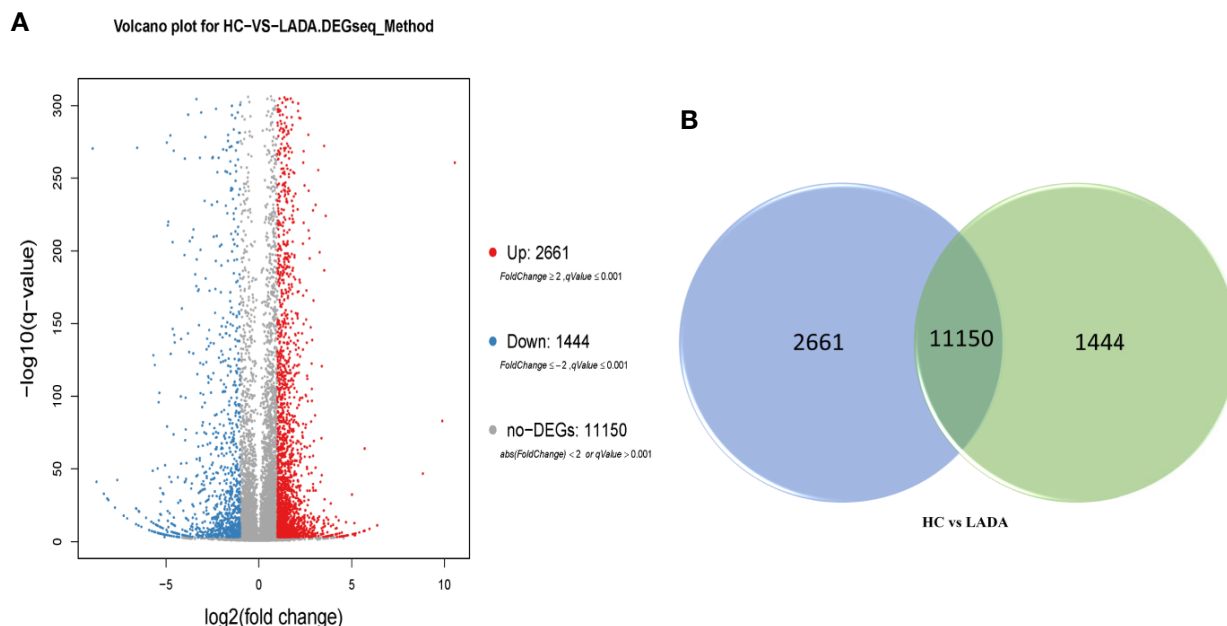 A
Volcano plot for HC-VS-LADA.DEGseq_Method
300
250
200
150
100
50
0
-log10(q-value)
-5
0
5
10
log2(fold change)
Up: 2661
FoldChange ≥ 2 ,qValue ≤ 0.001
Down: 1444
FoldChange ≤ -2 ,qValue ≤ 0.001
no-DEGs: 11150
abs(FoldChange) < 2 or qValue > 0.001
B
2661
11150
1444
HC vs LADA